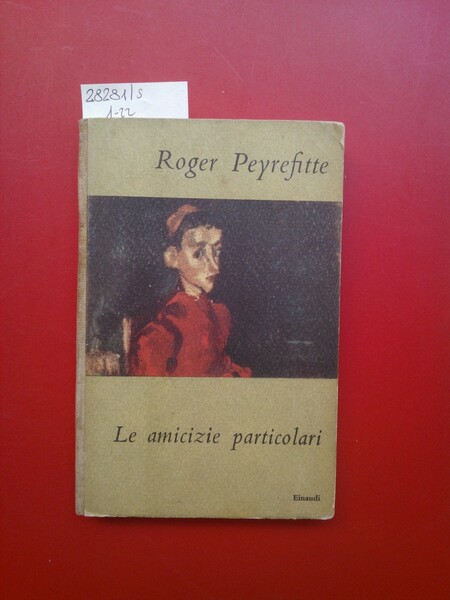 28281/s
1-22
Roger Peyrefitte
Le amicizie particolari
Einaudi